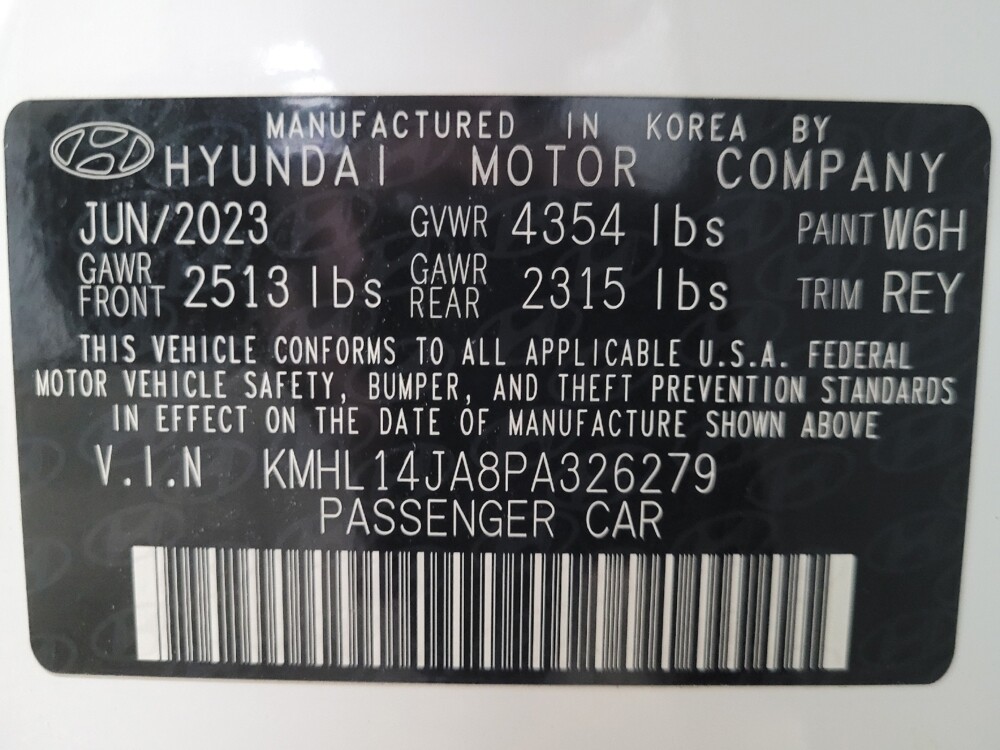 MANUFACTURED IN KOREA BY
HYUNDAI MOTOR COMPANY
JUN/2023 GVWR 4354 lbs PAINT W6H
GAWR FRONT 2513 lbs GAWR REAR 2315 lbs TRIM REY
THIS VEHICLE CONFORMS TO ALL APPLICABLE U.S.A. FEDERAL
MOTOR VEHICLE SAFETY, BUMPER, AND THEFT PREVENTION STANDARDS
IN EFFECT ON THE DATE OF MANUFACTURE SHOWN ABOVE
V.I.N KMHL14JA8PA326279
PASSENGER CAR